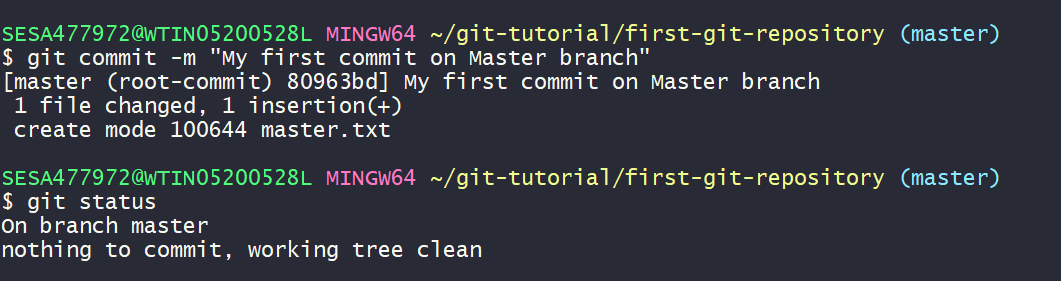 SESA477972@WTIN05200528L MINGW64 ~/git-tutorial/first-git-repository (master)
$ git commit -m "My first commit on Master branch"
[master (root-commit) 80963bd] My first commit on Master branch
 1 file changed, 1 insertion(+)
 create mode 100644 master.txt

SESA477972@WTIN05200528L MINGW64 ~/git-tutorial/first-git-repository (master)
$ git status
On branch master
nothing to commit, working tree clean